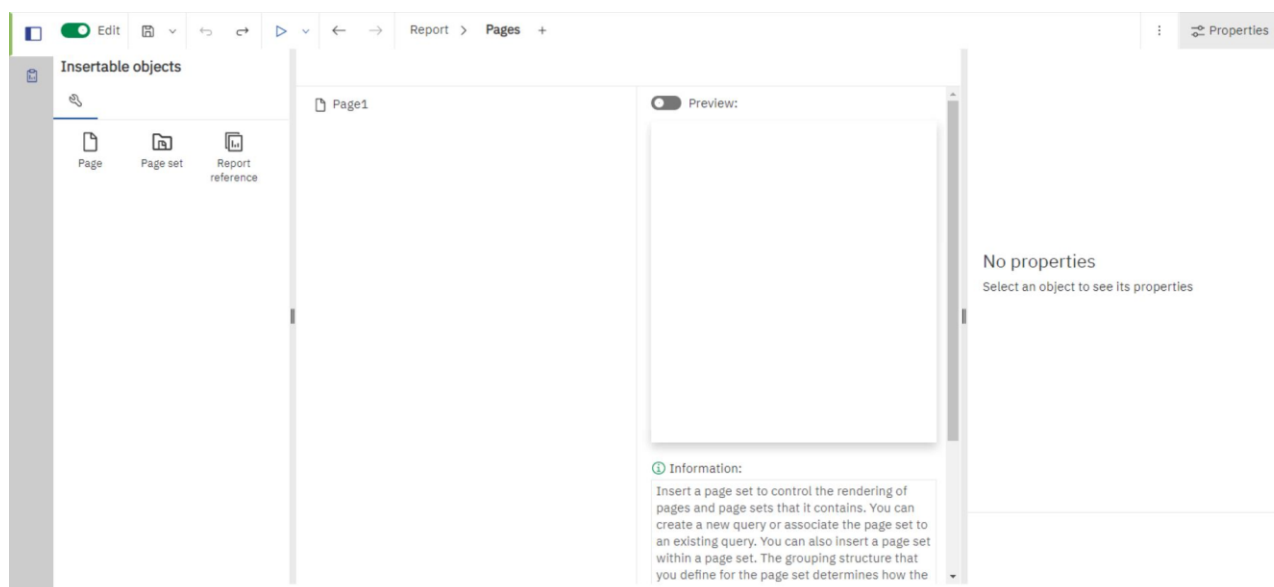 Edit
Report > Pages +
Properties
Insertable objects
Page
Page set
Report
reference
Page1
Preview:
Information:
Insert a page set to control the rendering of
pages and page sets that it contains. You can
create a new query or associate the page set to
an existing query. You can also insert a page set
within a page set. The grouping structure that
you define for the page set determines how the
No properties
Select an object to see its properties